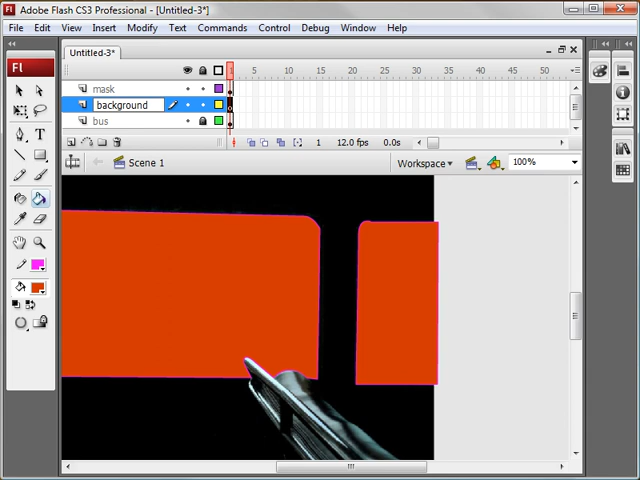 Adobe Flash CS3 Professional - [Untitled-3*]
File Edit View Insert Modify Text Commands Control Debug Window Help
Fl
Untitled-3*
1 5 10 15 20 25 30 35 40 45 50
mask
background
bus
1 12.0 fps 0.0s
Scene 1 Workspace 100%
T